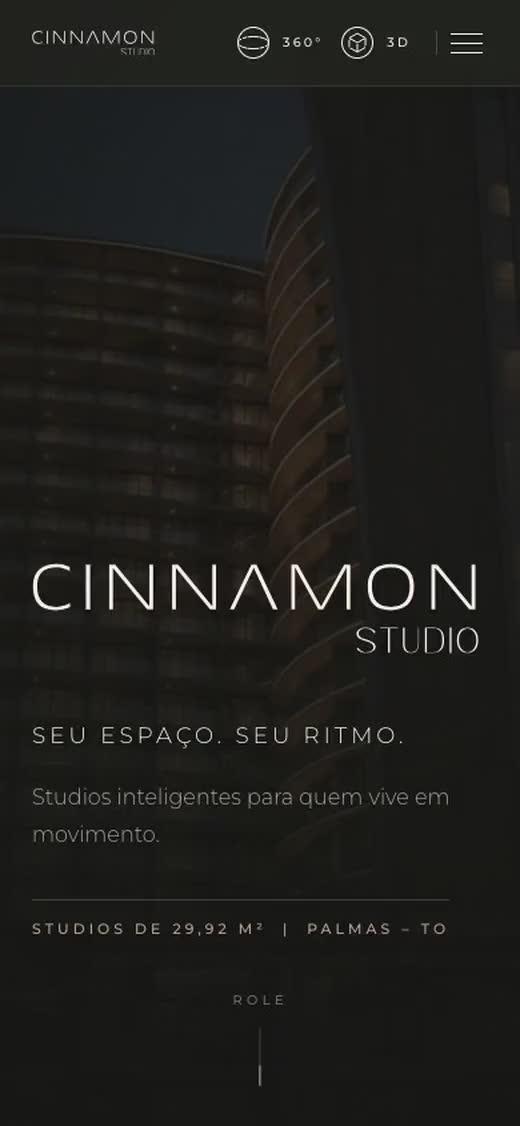 CINNAMON
STUDIO
360°
3D
CINNAMON
STUDIO
SEU ESPAÇO. SEU RITMO.
Studios inteligentes para quem vive em
movimento.
STUDIOS DE 29,92 M² | PALMAS – TO
ROLE